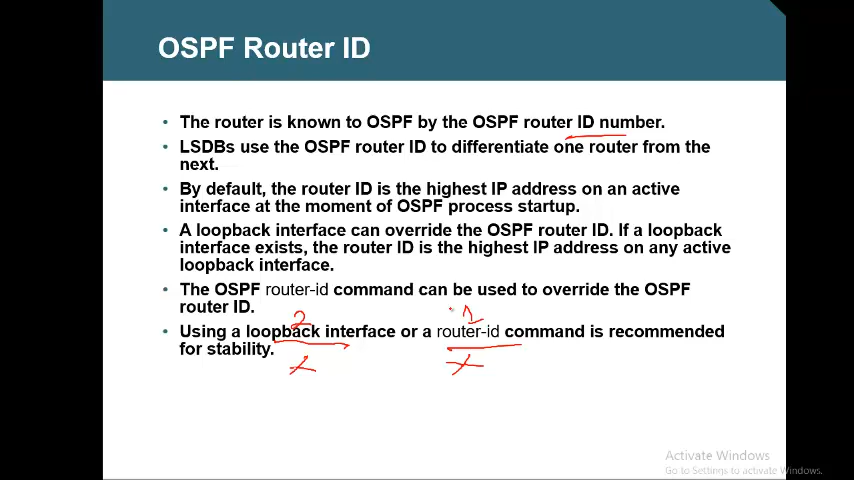 OSPF Router ID
• The router is known to OSPF by the OSPF router ID number.
• LSDBs use the OSPF router ID to differentiate one router from the
next.
• By default, the router ID is the highest IP address on an active
interface at the moment of OSPF process startup.
• A loopback interface can override the OSPF router ID. If a loopback
interface exists, the router ID is the highest IP address on any active
loopback interface.
• The OSPF router-id command can be used to override the OSPF
router ID.
2 1
• Using a loopback interface or a router-id command is recommended
for stability.
x x
Activate Windows
Go to Settings to activate Windows.